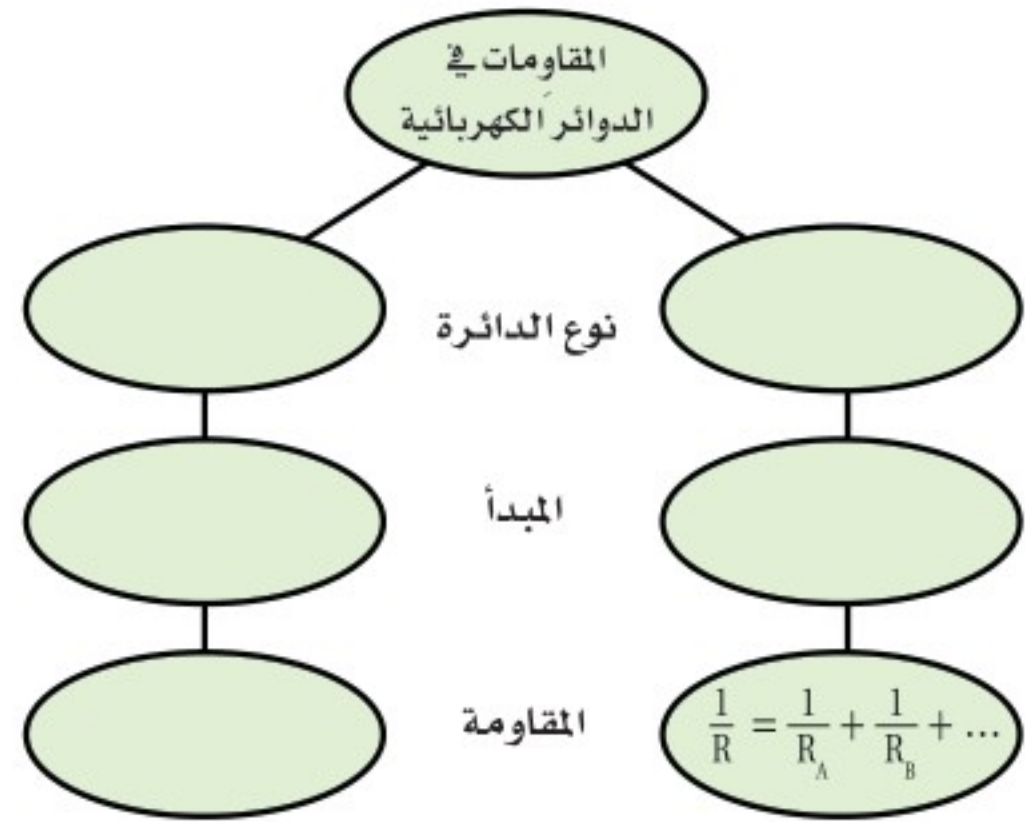 المقاومات في
الدوائر الكهربائية
نوع الدائرة
المبدأ
المقاومة
1/R = 1/R_A + 1/R_B + ...